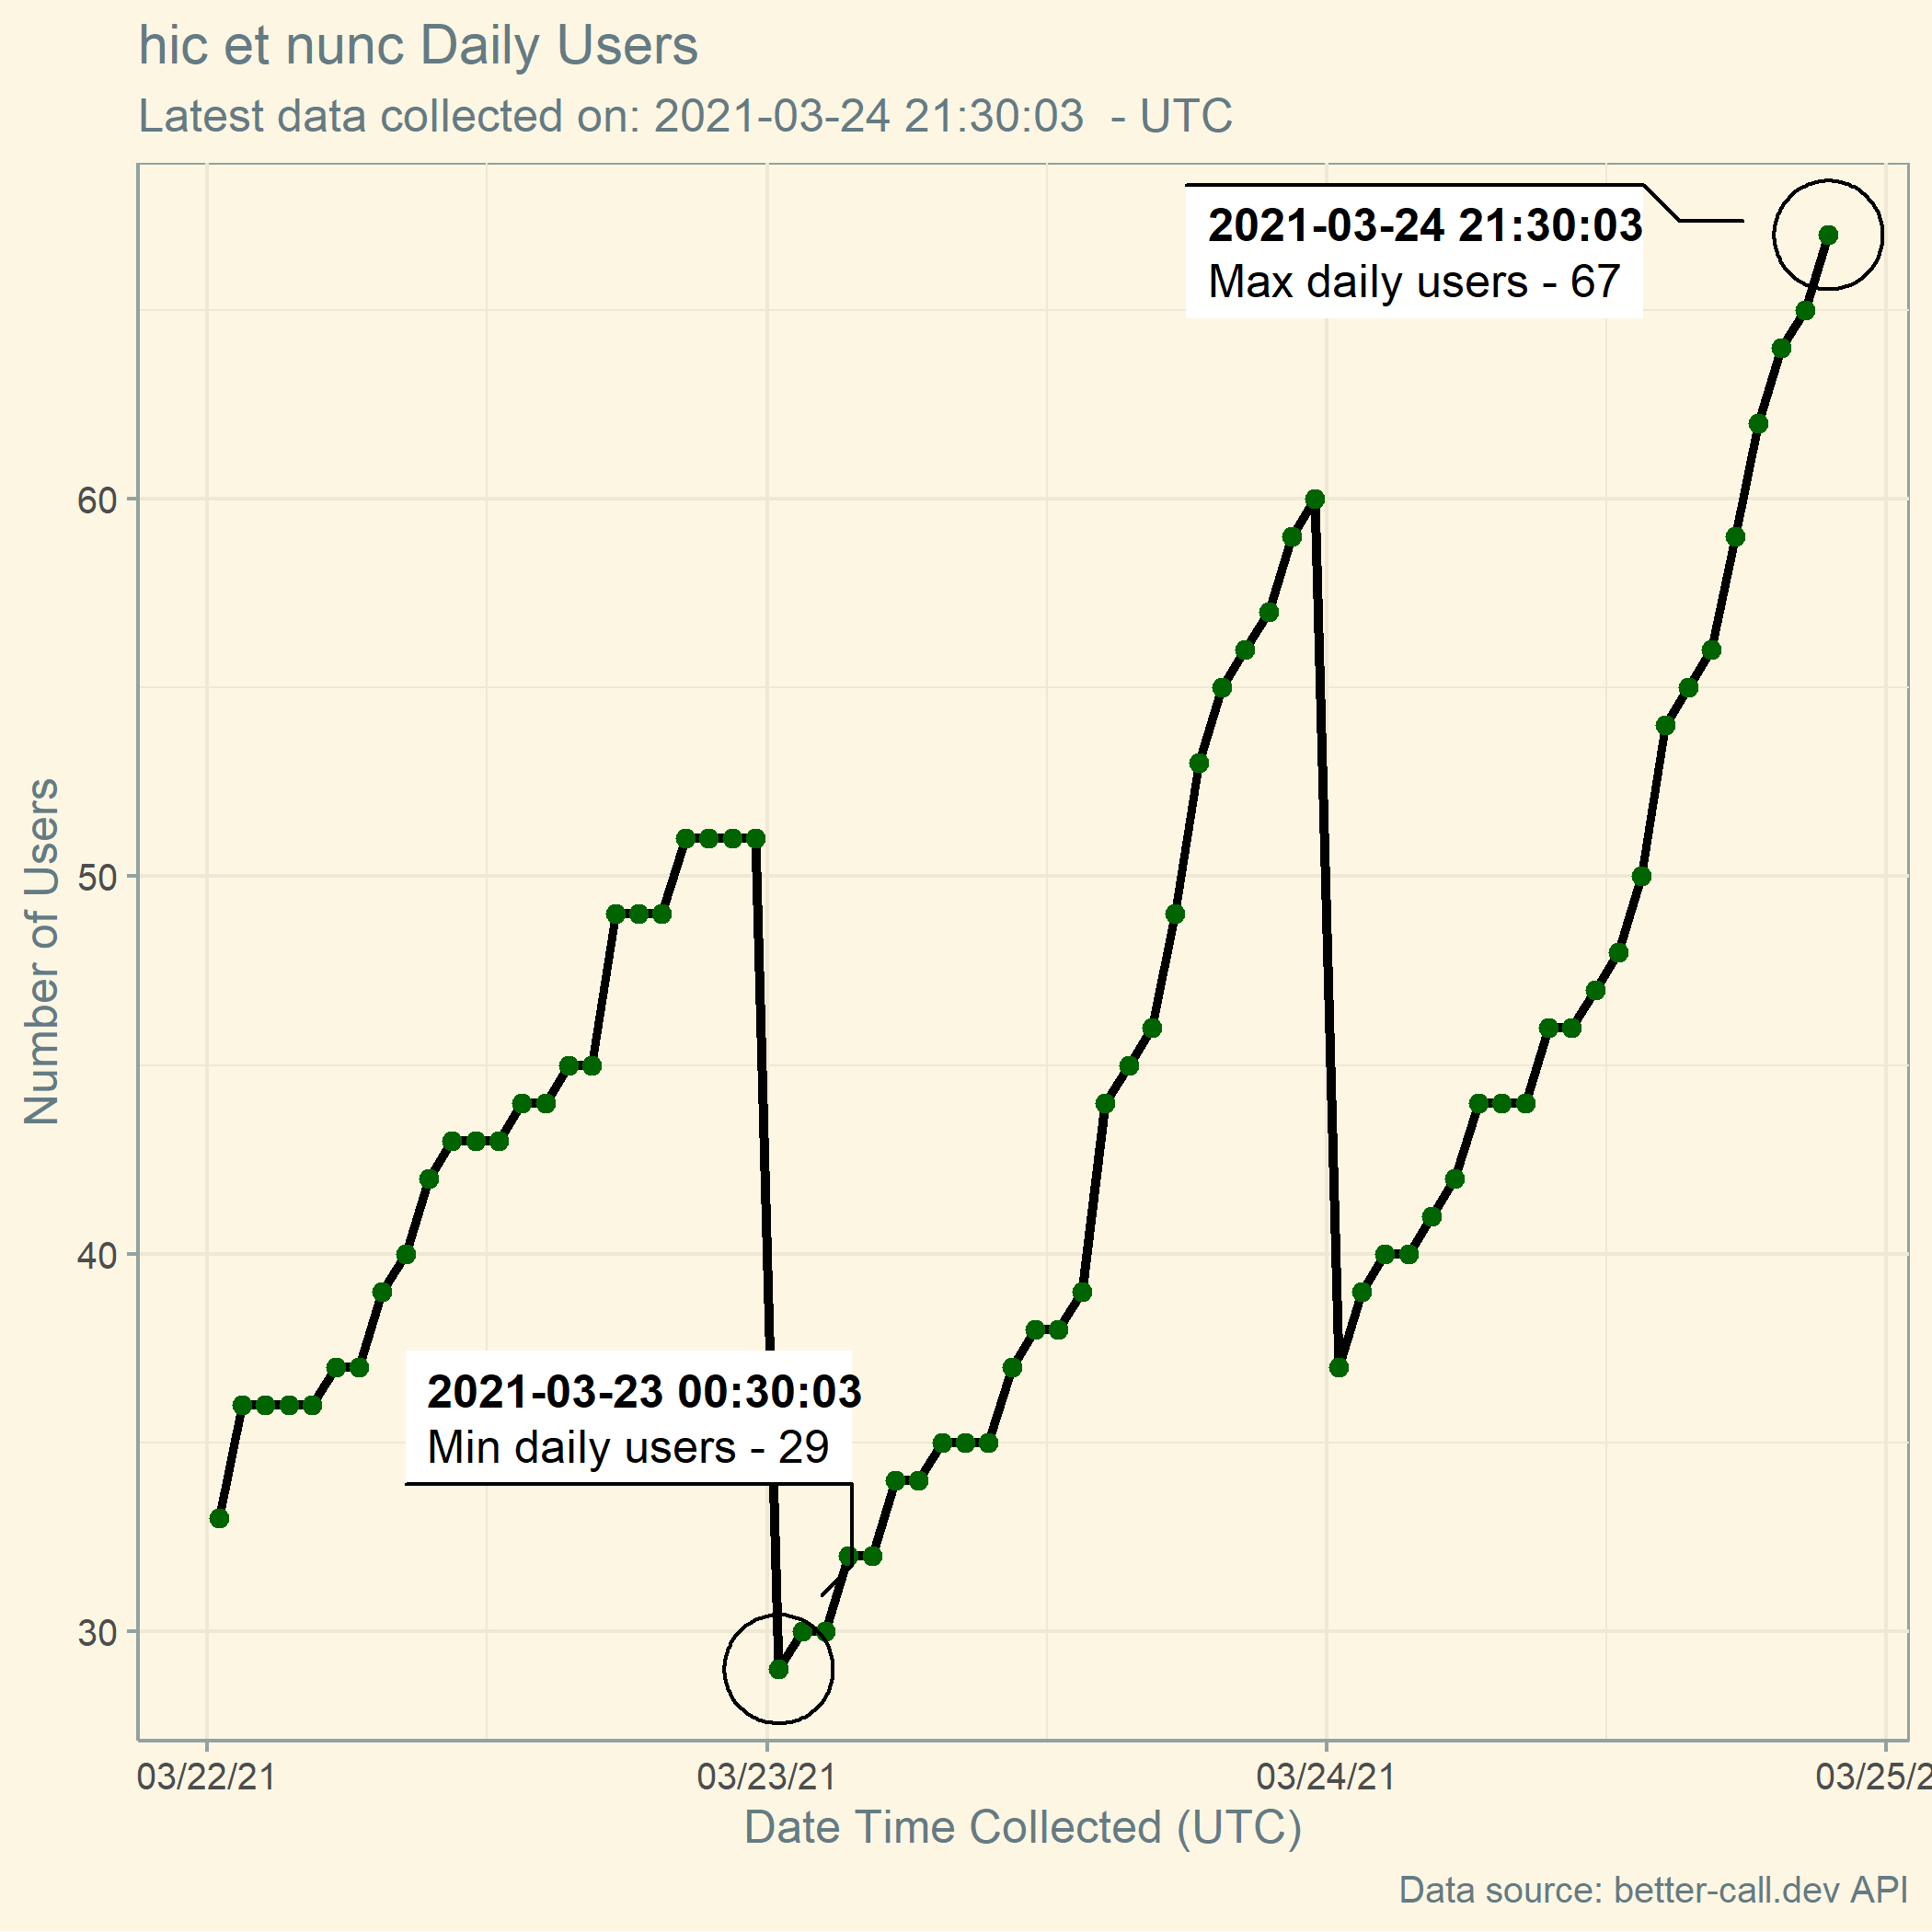 hic et nunc Daily Users
Latest data collected on: 2021-03-24 21:30:03  - UTC
2021-03-24 21:30:03
Max daily users - 67
60
50
40
30
Number of Users
2021-03-23 00:30:03
Min daily users - 29
03/22/21 03/23/21 03/24/21 03/25/2
Date Time Collected (UTC)
Data source: better-call.dev API